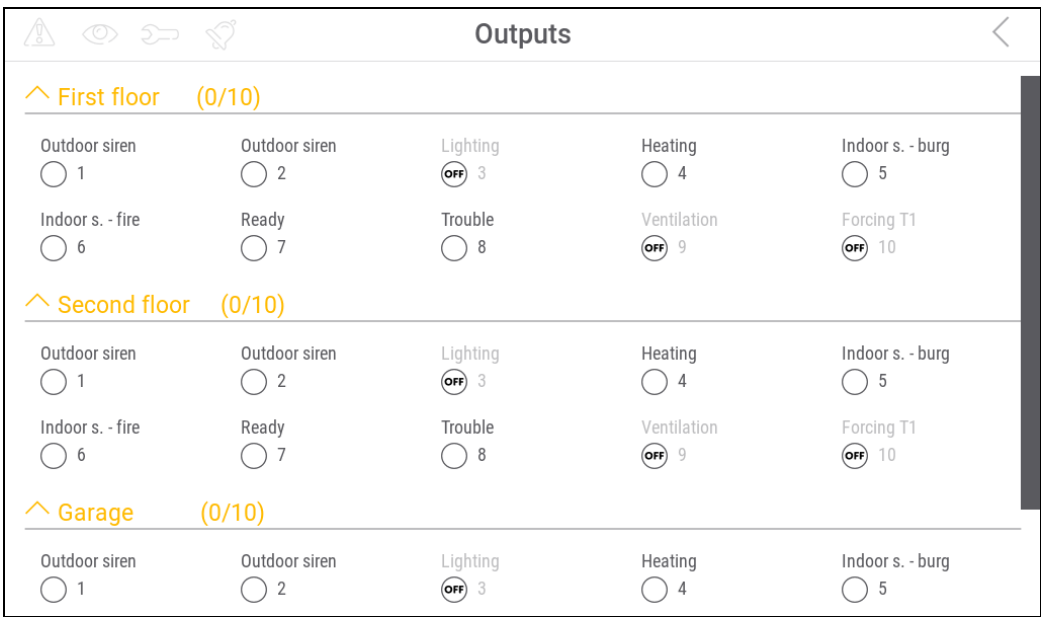 Outputs
First floor (0/10)
Outdoor siren Outdoor siren Lighting Heating Indoor s. - burg
1 2 OFF 3 4 5
Indoor s. - fire Ready Trouble Ventilation Forcing T1
6 7 8 OFF 9 OFF 10
Second floor (0/10)
Outdoor siren Outdoor siren Lighting Heating Indoor s. - burg
1 2 OFF 3 4 5
Indoor s. - fire Ready Trouble Ventilation Forcing T1
6 7 8 OFF 9 OFF 10
Garage (0/10)
Outdoor siren Outdoor siren Lighting Heating Indoor s. - burg
1 2 OFF 3 4 5